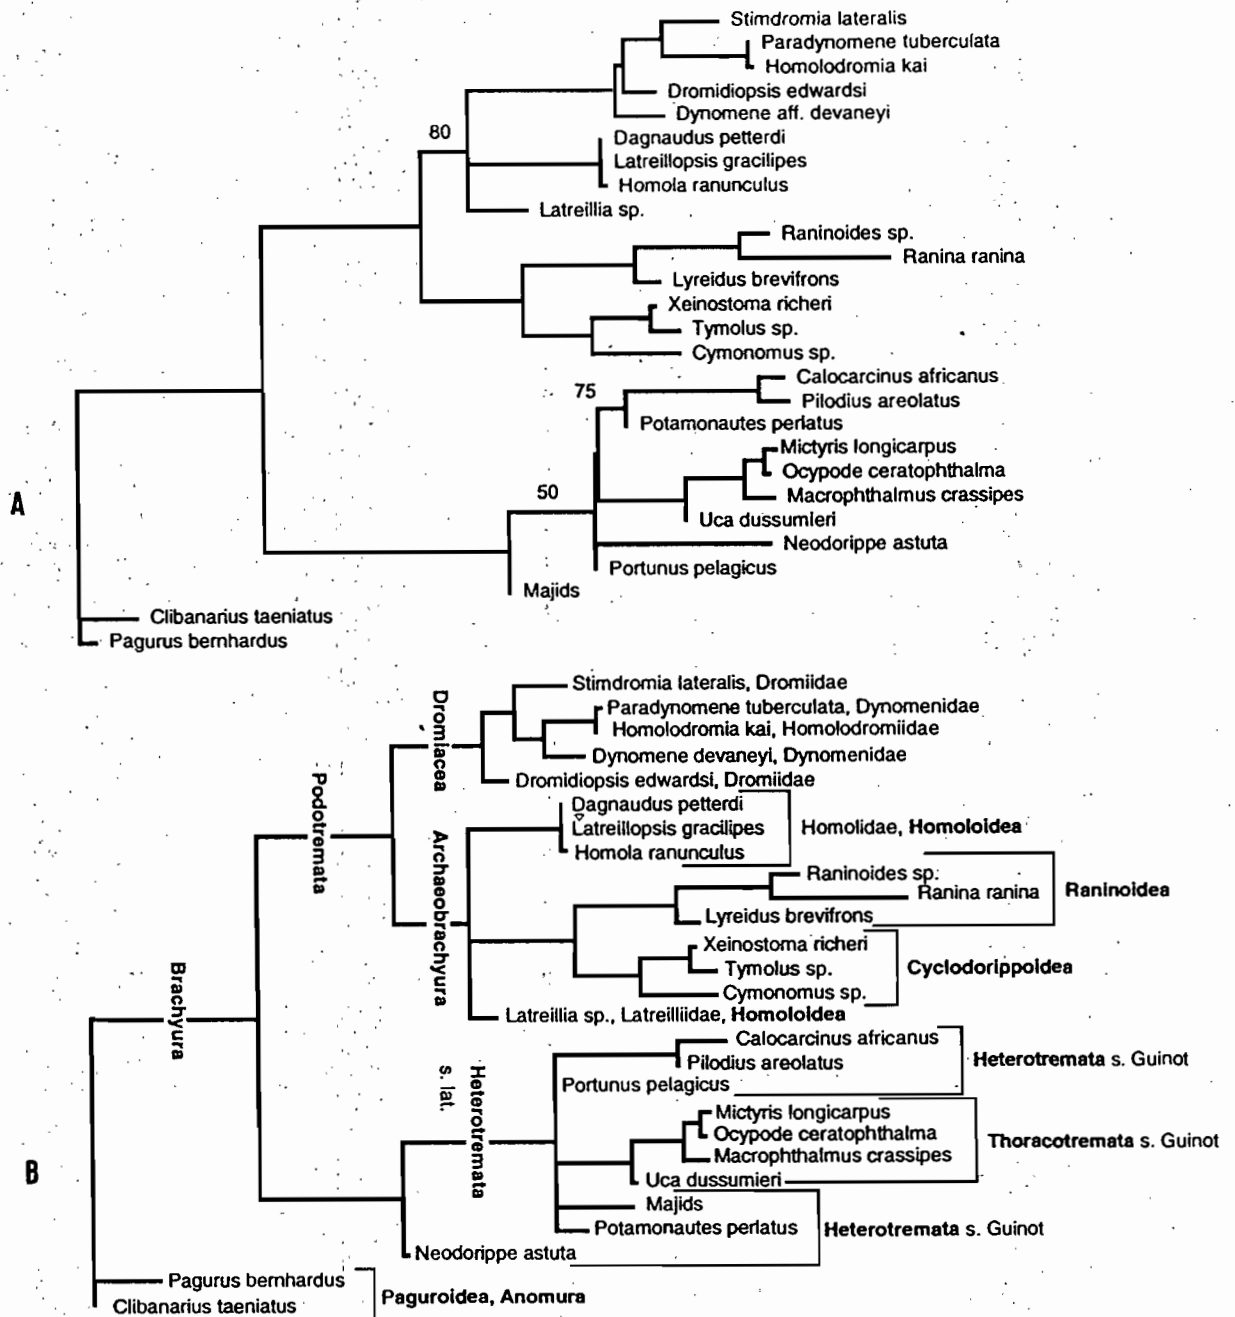 Stimdromia lateralis
Paradynomene tuberculata
Homolodromia kai
Dromidiopsis edwardsi
Dynomene aff. devaneyi
80
Dagnaudus petterdi
Latreillopsis gracilipes
Homola ranunculus
Latreillia sp.
Raninoides sp.
Ranina ranina
Lyreidus brevifrons
Xeinostoma richeri
Tymolus sp.
Cymonomus sp.
Calocarcinus africanus
75
Pilodius areolatus
Potamonautes perlatus
Mictyris longicarpus
Ocypode ceratophthalma
50
Macrophthalmus crassipes
A
Uca dussumieri
Neodorippe astuta
Portunus pelagicus
Majids
Clibanarius taeniatus
Pagurus bernhardus
Stimdromia lateralis, Dromiidae
Paradynomene tuberculata, Dynomenidae
Homolodromia kai, Homolodromiidae
Dromiacea
Dynomene devaneyi, Dynomenidae
Dromidiopsis edwardsi, Dromiidae
Podotremata
Dagnaudus petterdi
Latreillopsis gracilipes
Homolidae, Homoloidea
Homola ranunculus
Archaeobrachyura
Raninoides sp.
Ranina ranina
Raninoidea
Lyreidus brevifrons
Xeinostoma richeri
Tymolus sp.
Cyclodorippoidea
Cymonomus sp.
Brachyura
Latreillia sp., Latreilliidae, Homoloidea
Calocarcinus africanus
Pilodius areolatus
Heterotremata s. Guinot
Portunus pelagicus
Heterotremata
s. lat.
Mictyris longicarpus
Ocypode ceratophthalma
Thoracotremata s. Guinot
Macrophthalmus crassipes
B
Uca dussumieri
Majids
Potamonautes perlatus
Heterotremata s. Guinot
Neodorippe astuta
Pagurus bernhardus
Paguroidea, Anomura
Clibanarius taeniatus